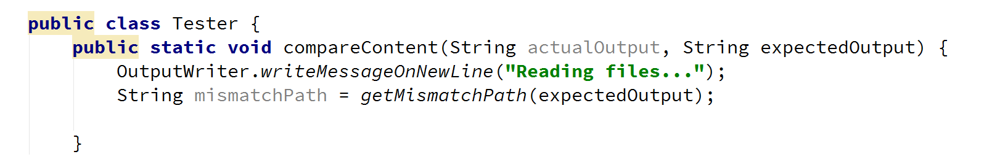 public class Tester {
public static void compareContent(String actualOutput, String expectedOutput) {
OutputWriter.writeMessageOnNewLine("Reading files...");
String mismatchPath = getMismatchPath(expectedOutput);
}